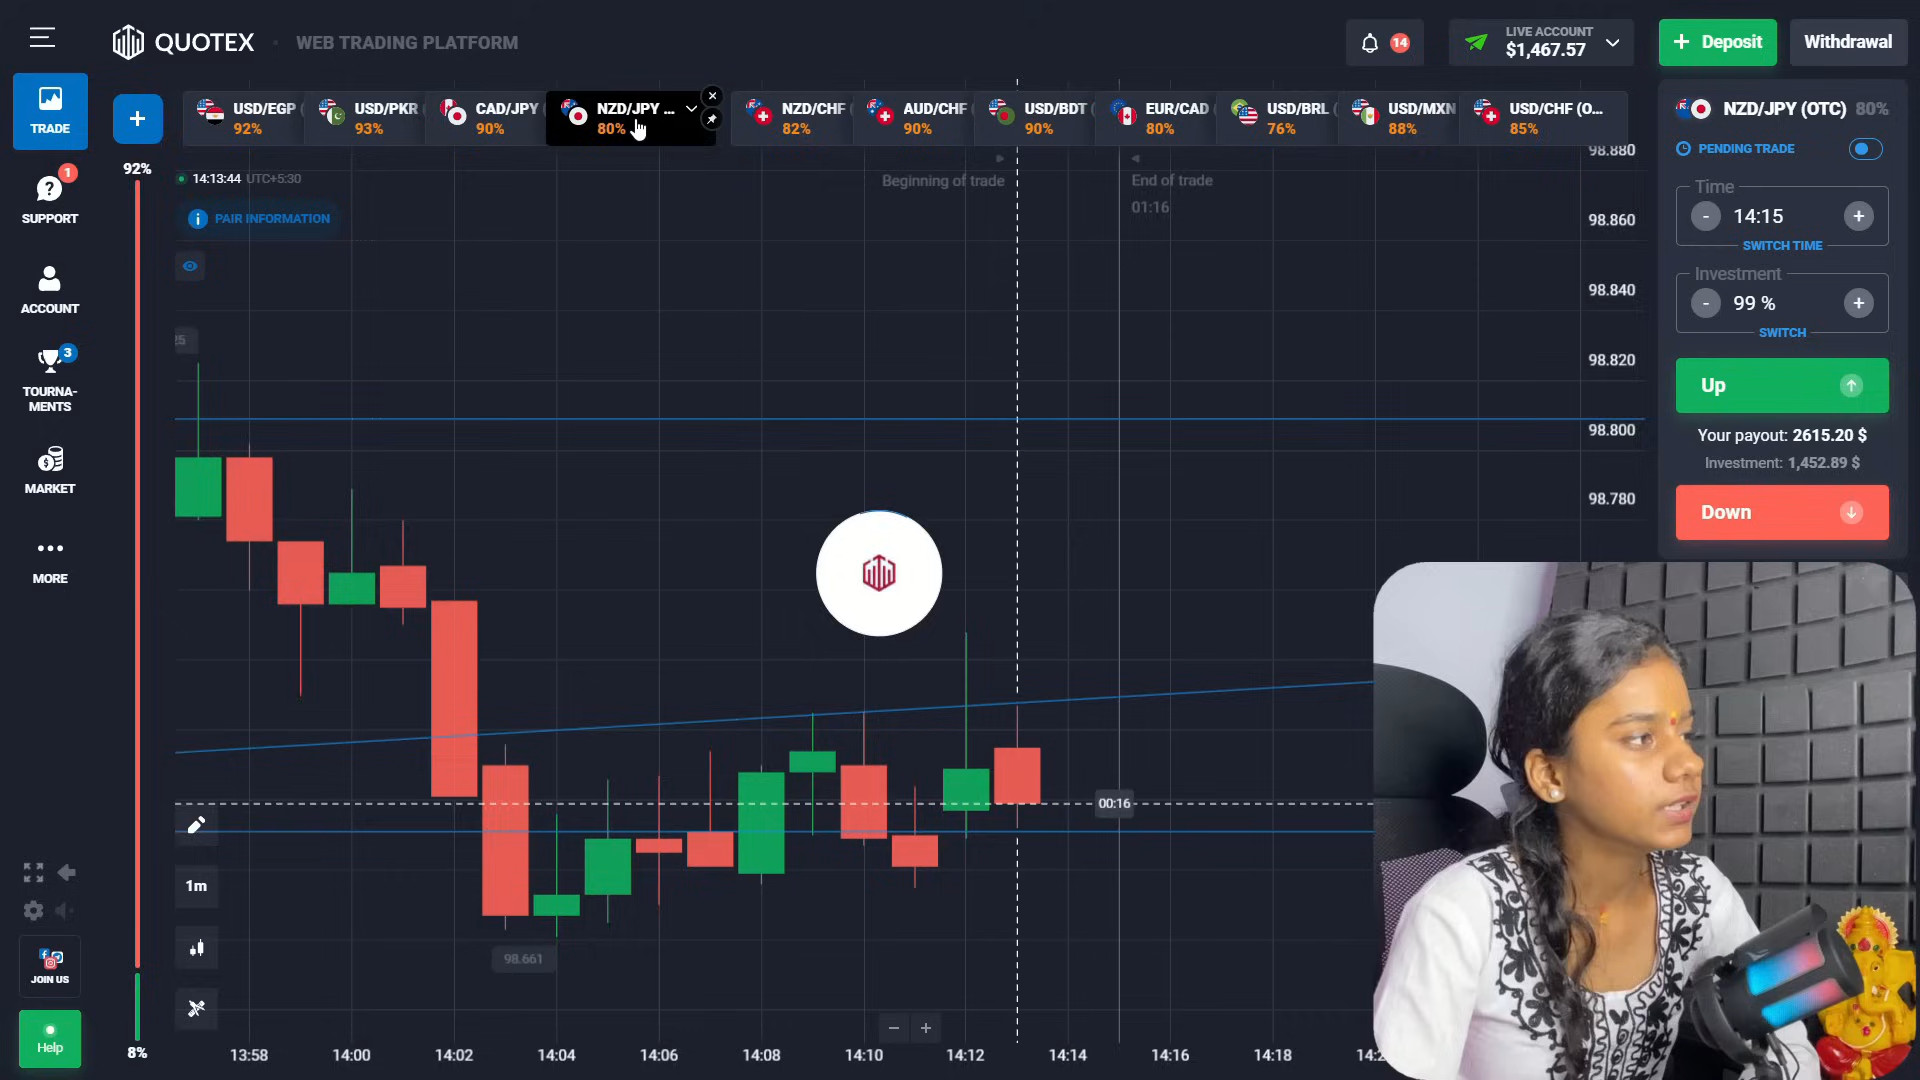 QUOTEX
WEB TRADING PLATFORM
14
LIVE ACCOUNT
$1,467.57
+ Deposit
Withdrawal
TRADE
1
SUPPORT
ACCOUNT
3
TOURNA-
MENTS
MARKET
MORE
JOIN US
Help
+
USD/EGP (
92%
USD/PKR
93%
CAD/JPY
90%
NZD/JPY ...
80%
NZD/CHF (
82%
AUD/CHF
90%
USD/BDT (
90%
EUR/CAD
80%
USD/BRL (
76%
USD/MXN
88%
USD/CHF (O...
85%
92%
8%
14:13:44 UTC+5:30
PAIR INFORMATION
Beginning of trade
End of trade
01:16
98.880
98.860
98.840
98.820
98.800
98.780
25
00:16
98.661
1m
13:58
14:00
14:02
14:04
14:06
14:08
14:10
14:12
14:14
14:16
14:18
14:2
NZD/JPY (OTC) 80%
PENDING TRADE
Time
- 14:15 +
SWITCH TIME
Investment
- 99 % +
SWITCH
Up
Your payout: 2615.20 $
Investment: 1,452.89 $
Down